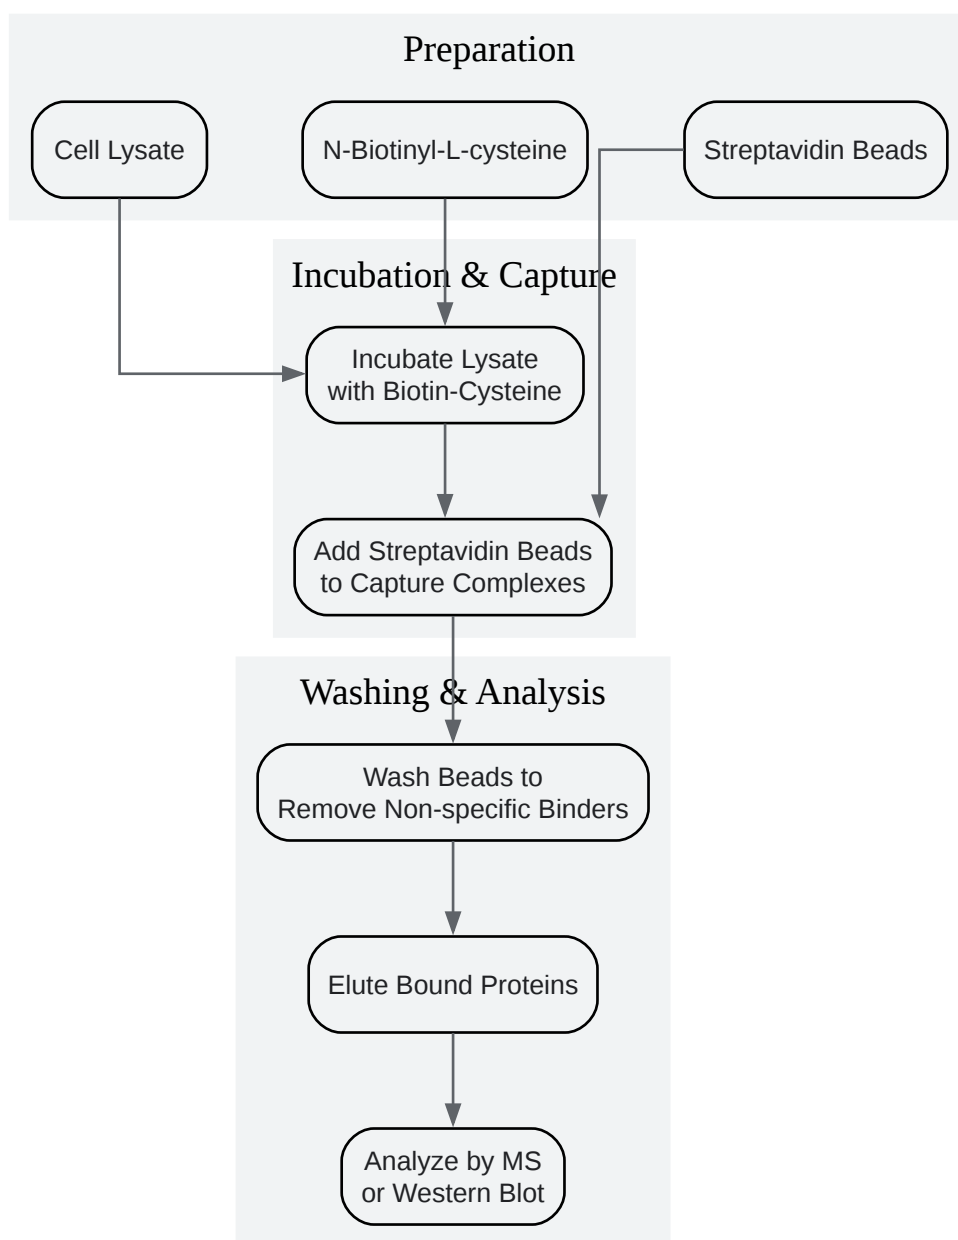 Preparation
Cell Lysate
N-Biotinyl-L-cysteine
Streptavidin Beads
Incubation & Capture
Incubate Lysate
with Biotin-Cysteine
Add Streptavidin Beads
to Capture Complexes
Washing & Analysis
Wash Beads to
Remove Non-specific Binders
Elute Bound Proteins
Analyze by MS
or Western Blot